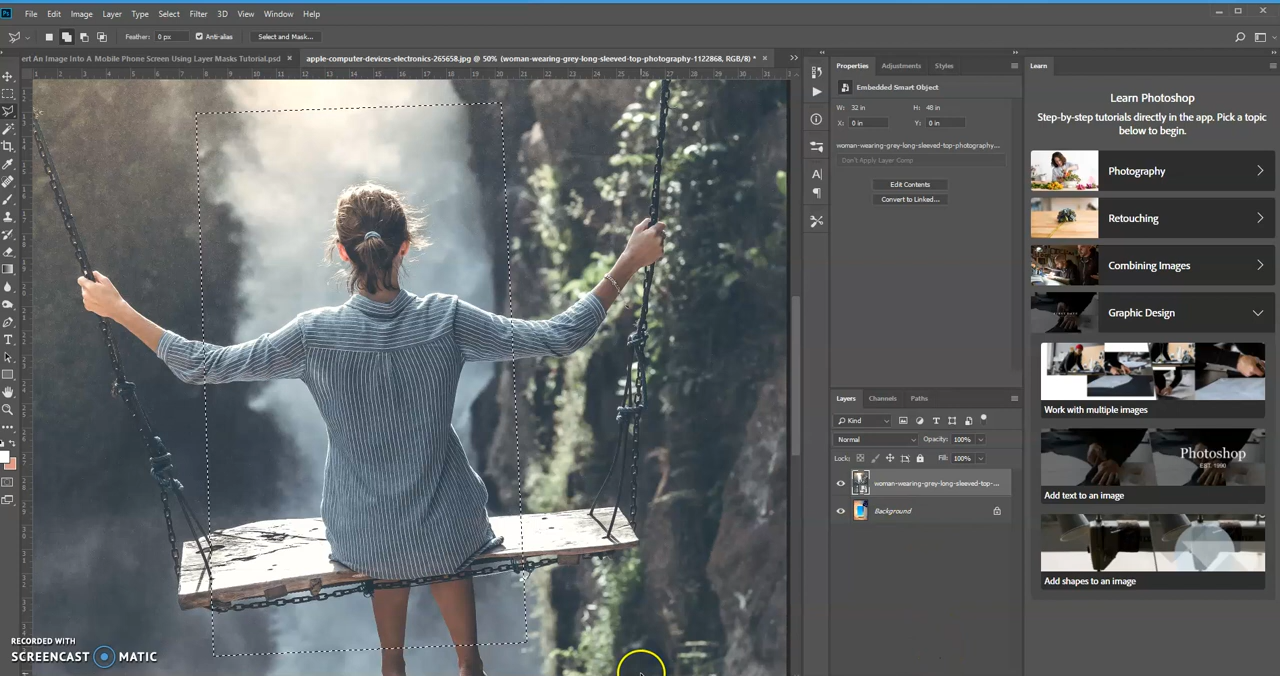 Ps File Edit Image Layer Type Select Filter 3D View Window Help
Feather: 0 px Anti-alias Select and Mask...
ert An Image Into A Mobile Phone Screen Using Layer Masks Tutorial.psd × apple-computer-devices-electronics-265658.jpg @ 50% (woman-wearing-grey-long-sleeved-top-photography-1122868, RGB/8) * ×
Properties Adjustments Styles
Learn
Embedded Smart Object
W: 32 in H: 48 in
X: 0 in Y: 0 in
woman-wearing-grey-long-sleeved-top-photography...
Don't Apply Layer Comp
Edit Contents
Convert to Linked...
Learn Photoshop
Step-by-step tutorials directly in the app. Pick a topic
below to begin.
Photography
Retouching
Combining Images
Graphic Design
Work with multiple images
Photoshop
EST. 1990
Add text to an image
Add shapes to an image
Layers Channels Paths
Kind
Normal Opacity: 100%
Lock: Fill: 100%
woman-wearing-grey-long-sleeved-top-...
Background
RECORDED WITH
SCREENCAST MATIC